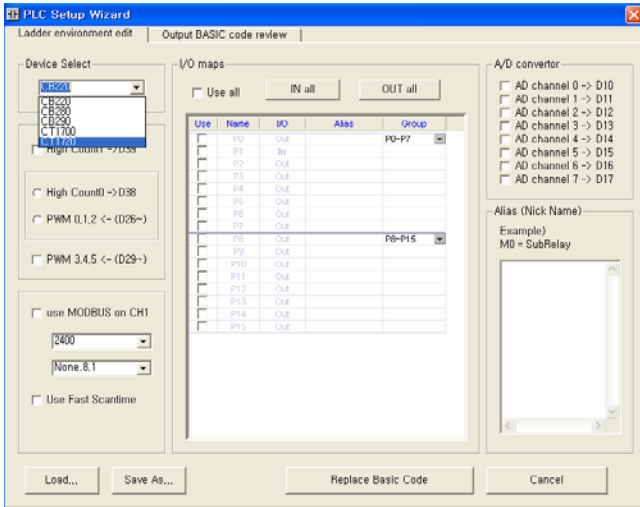 PLC Setup Wizard
Ladder environment edit
Output BASIC code review
Device Select
CB220
CB220
CB280
CB290
CT1700
CT1720
High Count1 ->D39
High Count0 ->D38
PWM 0,1,2 <- (D26~)
PWM 3,4,5 <- (D29~)
use MODBUS on CH1
2400
None.8.1
Use Fast Scantime
I/O maps
Use all
IN all
OUT all
Use Name I/O Alias Group
P0 Out P0-P7
P1 In
P2 Out
P3 Out
P4 Out
P5 Out
P6 Out
P7 Out
P8 Out P8-P15
P9 Out
P10 Out
P11 Out
P12 Out
P13 Out
P14 Out
P15 Out
A/D convertor
AD channel 0 -> D10
AD channel 1 -> D11
AD channel 2 -> D12
AD channel 3 -> D13
AD channel 4 -> D14
AD channel 5 -> D15
AD channel 6 -> D16
AD channel 7 -> D17
Alias (Nick Name)
Example)
M0 = SubRelay
Load...
Save As...
Replace Basic Code
Cancel